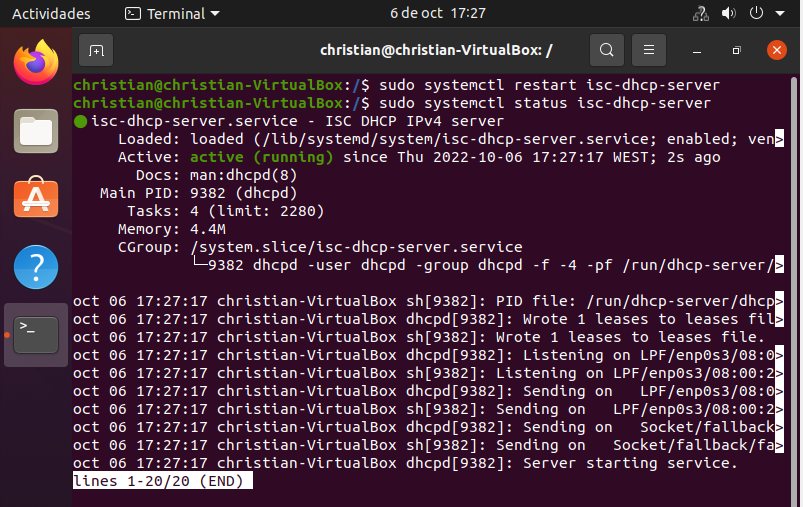 Actividades Terminal 6 de oct 17:27
christian@christian-VirtualBox: /
christian@christian-VirtualBox:/$ sudo systemctl restart isc-dhcp-server
christian@christian-VirtualBox:/$ sudo systemctl status isc-dhcp-server
● isc-dhcp-server.service - ISC DHCP IPv4 server
Loaded: loaded (/lib/systemd/system/isc-dhcp-server.service; enabled; ven>
Active: active (running) since Thu 2022-10-06 17:27:17 WEST; 2s ago
Docs: man:dhcpd(8)
Main PID: 9382 (dhcpd)
Tasks: 4 (limit: 2280)
Memory: 4.4M
CGroup: /system.slice/isc-dhcp-server.service
└─9382 dhcpd -user dhcpd -group dhcpd -f -4 -pf /run/dhcp-server/>
oct 06 17:27:17 christian-VirtualBox sh[9382]: PID file: /run/dhcp-server/dhcp>
oct 06 17:27:17 christian-VirtualBox dhcpd[9382]: Wrote 1 leases to leases fil>
oct 06 17:27:17 christian-VirtualBox sh[9382]: Wrote 1 leases to leases file.
oct 06 17:27:17 christian-VirtualBox dhcpd[9382]: Listening on LPF/enp0s3/08:0>
oct 06 17:27:17 christian-VirtualBox sh[9382]: Listening on LPF/enp0s3/08:00:2>
oct 06 17:27:17 christian-VirtualBox dhcpd[9382]: Sending on   LPF/enp0s3/08:0>
oct 06 17:27:17 christian-VirtualBox sh[9382]: Sending on   LPF/enp0s3/08:00:2>
oct 06 17:27:17 christian-VirtualBox dhcpd[9382]: Sending on   Socket/fallback>
oct 06 17:27:17 christian-VirtualBox sh[9382]: Sending on   Socket/fallback/fa>
oct 06 17:27:17 christian-VirtualBox dhcpd[9382]: Server starting service.
lines 1-20/20 (END)